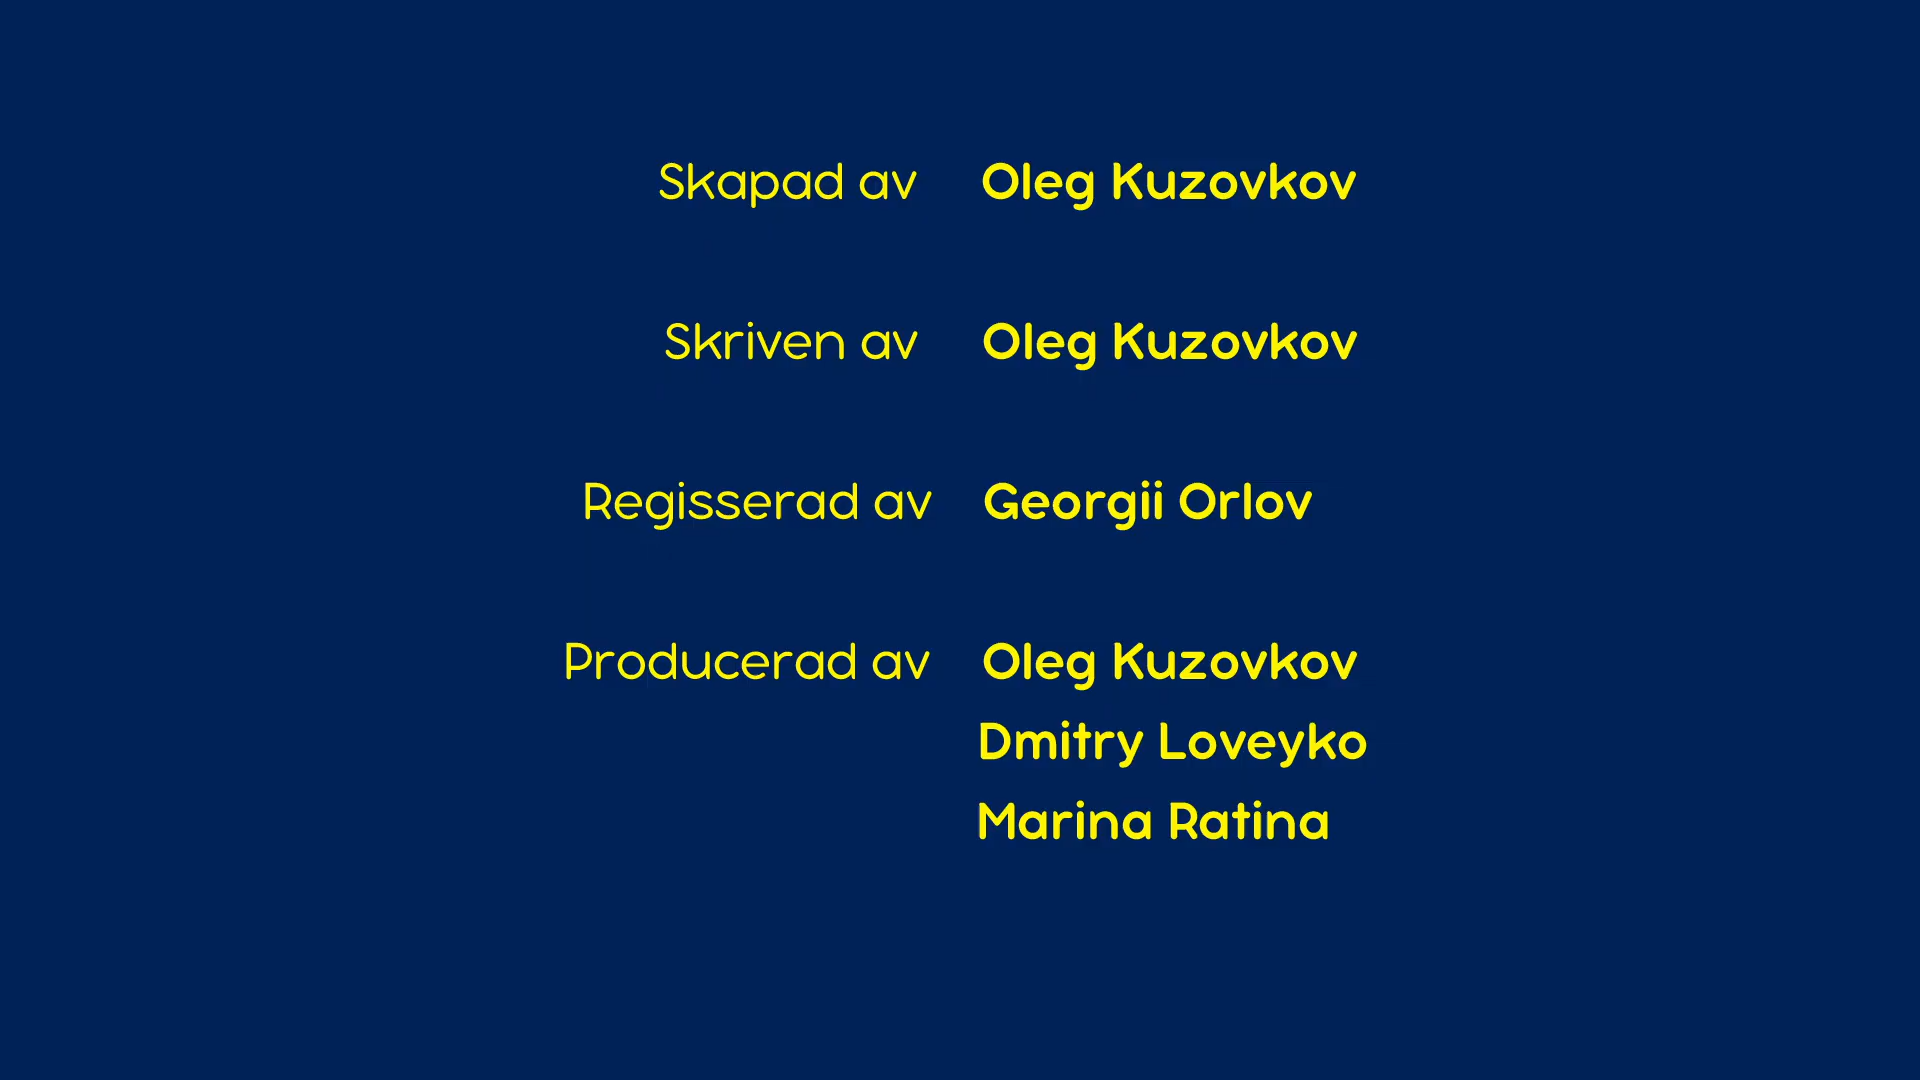 Skapad av Oleg Kuzovkov
Skriven av Oleg Kuzovkov
Regisserad av Georgii Orlov
Producerad av Oleg Kuzovkov
Dmitry Loveyko
Marina Ratina